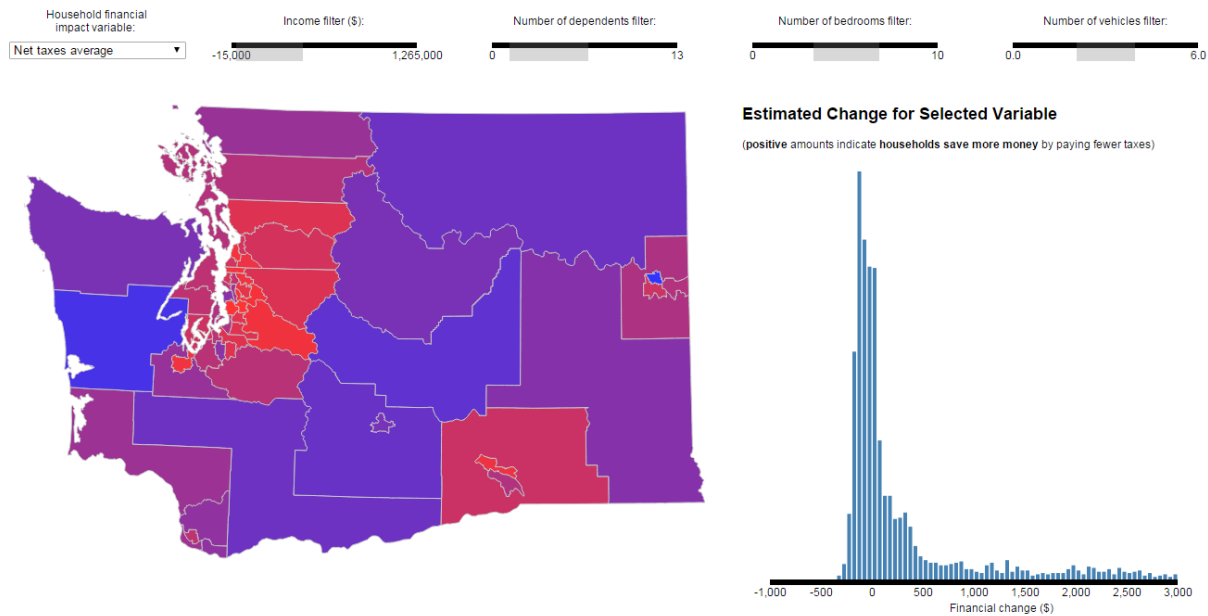 Household financial
impact variable:
Net taxes average
Income filter ($):
-15,000 1,265,000
Number of dependents filter:
0 13
Number of bedrooms filter:
0 10
Number of vehicles filter:
0.0 6.0
Estimated Change for Selected Variable
(positive amounts indicate households save more money by paying fewer taxes)
-1,000 -500 0 500 1,000 1,500 2,000 2,500 3,000
Financial change ($)